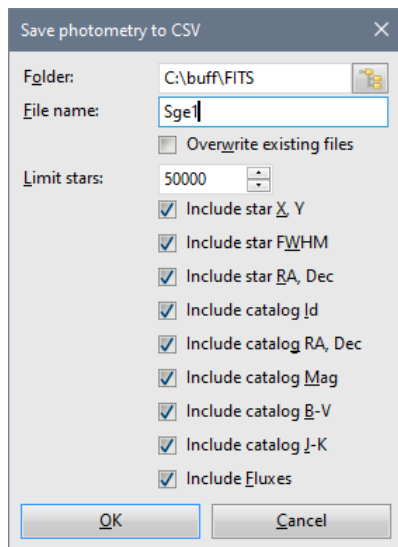 Save photometry to CSV
Folder: C:\buff\FITS
File name: Sge1
Overwrite existing files
Limit stars: 50000
Include star X, Y
Include star FWHM
Include star RA, Dec
Include catalog Id
Include catalog RA, Dec
Include catalog Mag
Include catalog B-V
Include catalog J-K
Include Fluxes
OK Cancel